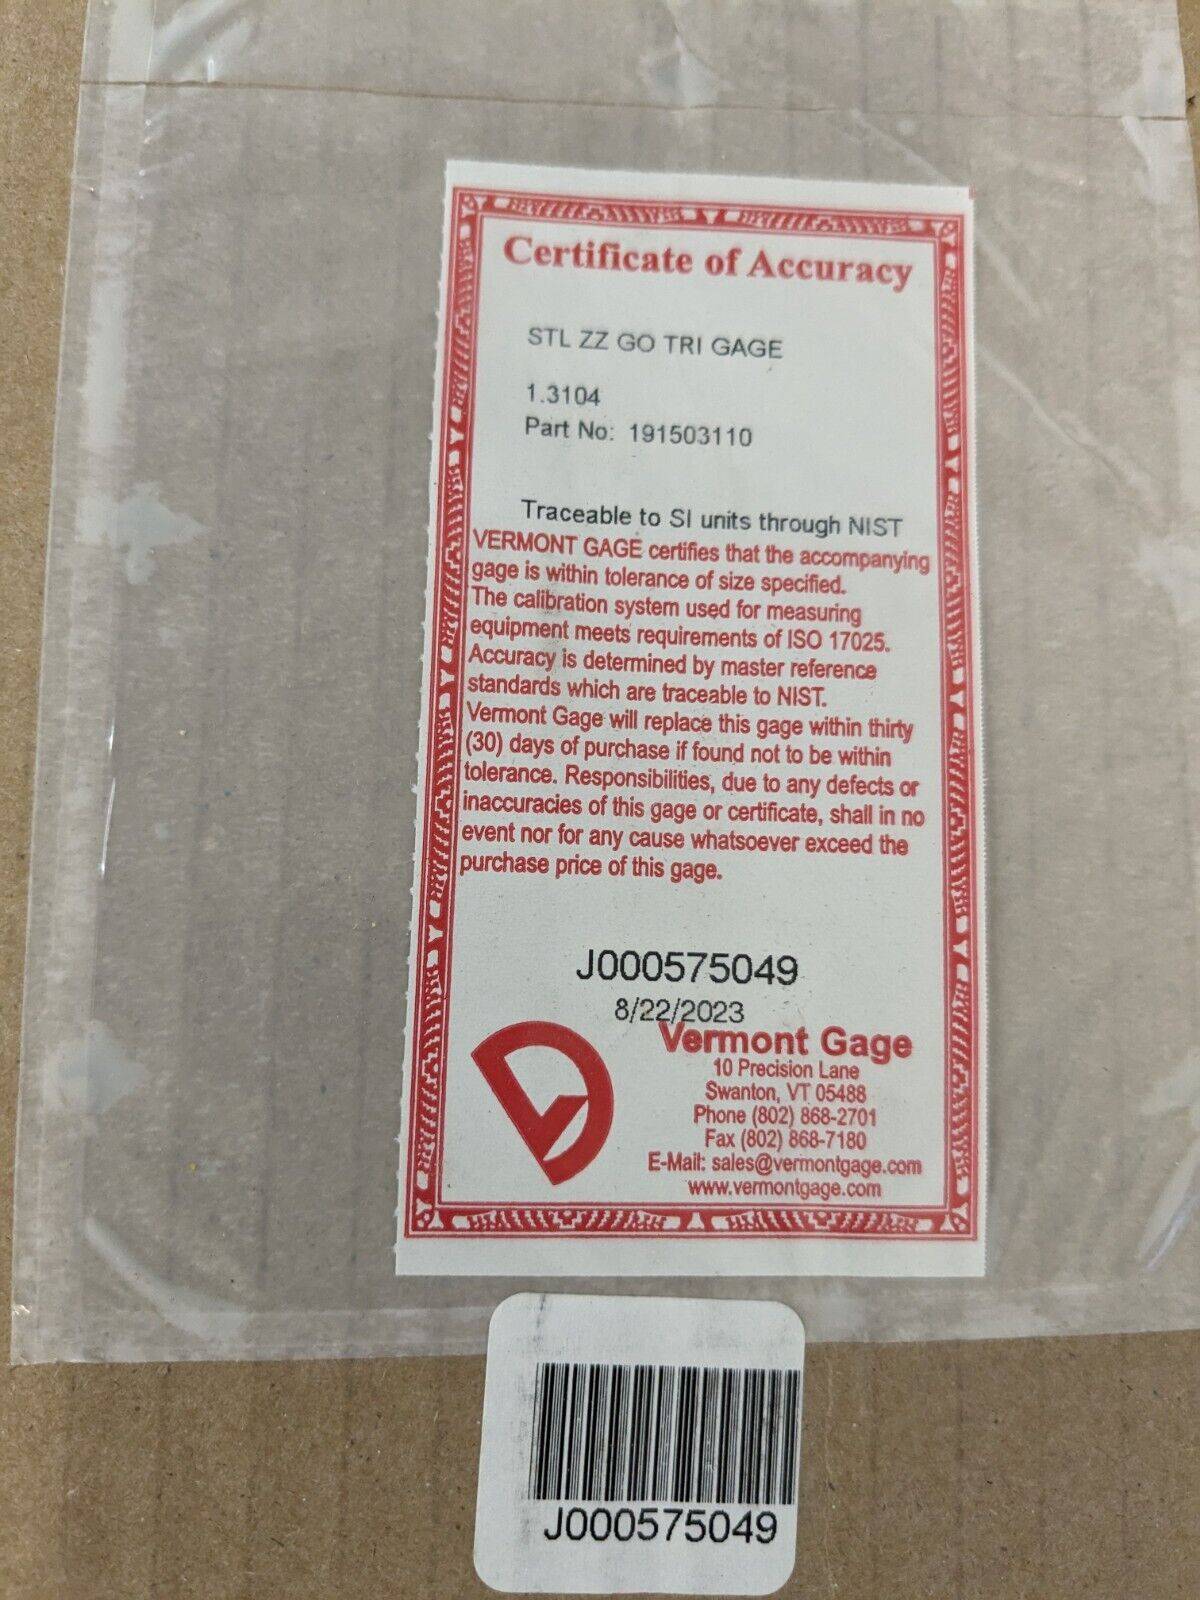 Certificate of Accuracy
STL ZZ GO TRI GAGE
1.3104
Part No: 191503110
Traceable to SI units through NIST
VERMONT GAGE certifies that the accompanying
gage is within tolerance of size specified.
The calibration system used for measuring
equipment meets requirements of ISO 17025.
Accuracy is determined by master reference
standards which are traceable to NIST.
Vermont Gage will replace this gage within thirty
(30) days of purchase if found not to be within
tolerance. Responsibilities, due to any defects or
inaccuracies of this gage or certificate, shall in no
event nor for any cause whatsoever exceed the
purchase price of this gage.
J000575049
8/22/2023
Vermont Gage
10 Precision Lane
Swanton, VT 05488
Phone (802) 868-2701
Fax (802) 868-7180
E-Mail: sales@vermontgage.com
www.vermontgage.com
J000575049